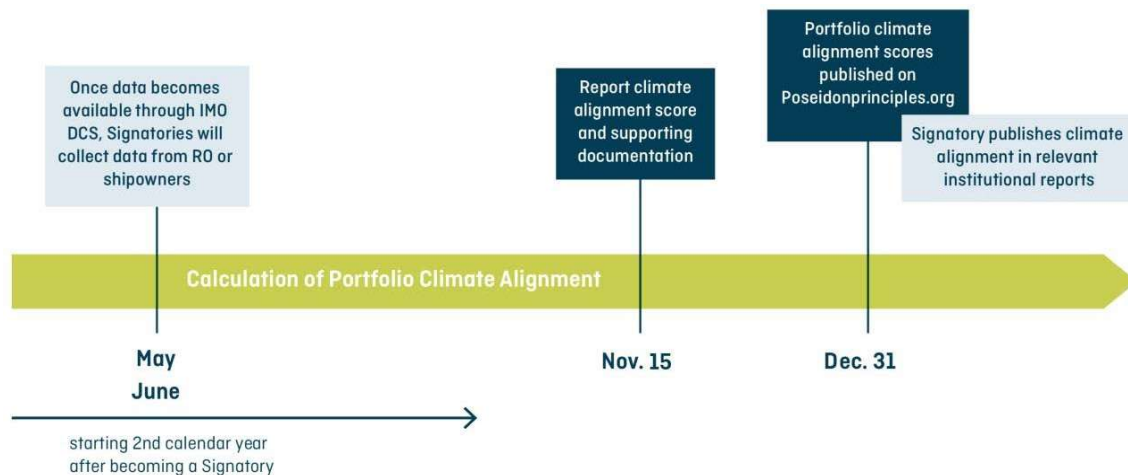 Once data becomes
available through IMO
DCS, Signatories will
collect data from RO or
shipowners
Report climate
alignment score
and supporting
documentation
Portfolio climate
alignment scores
published on
Poseidonprinciples.org
Signatory publishes climate
alignment in relevant
institutional reports
Calculation of Portfolio Climate Alignment
May
June
Nov. 15
Dec. 31
starting 2nd calendar year
after becoming a Signatory